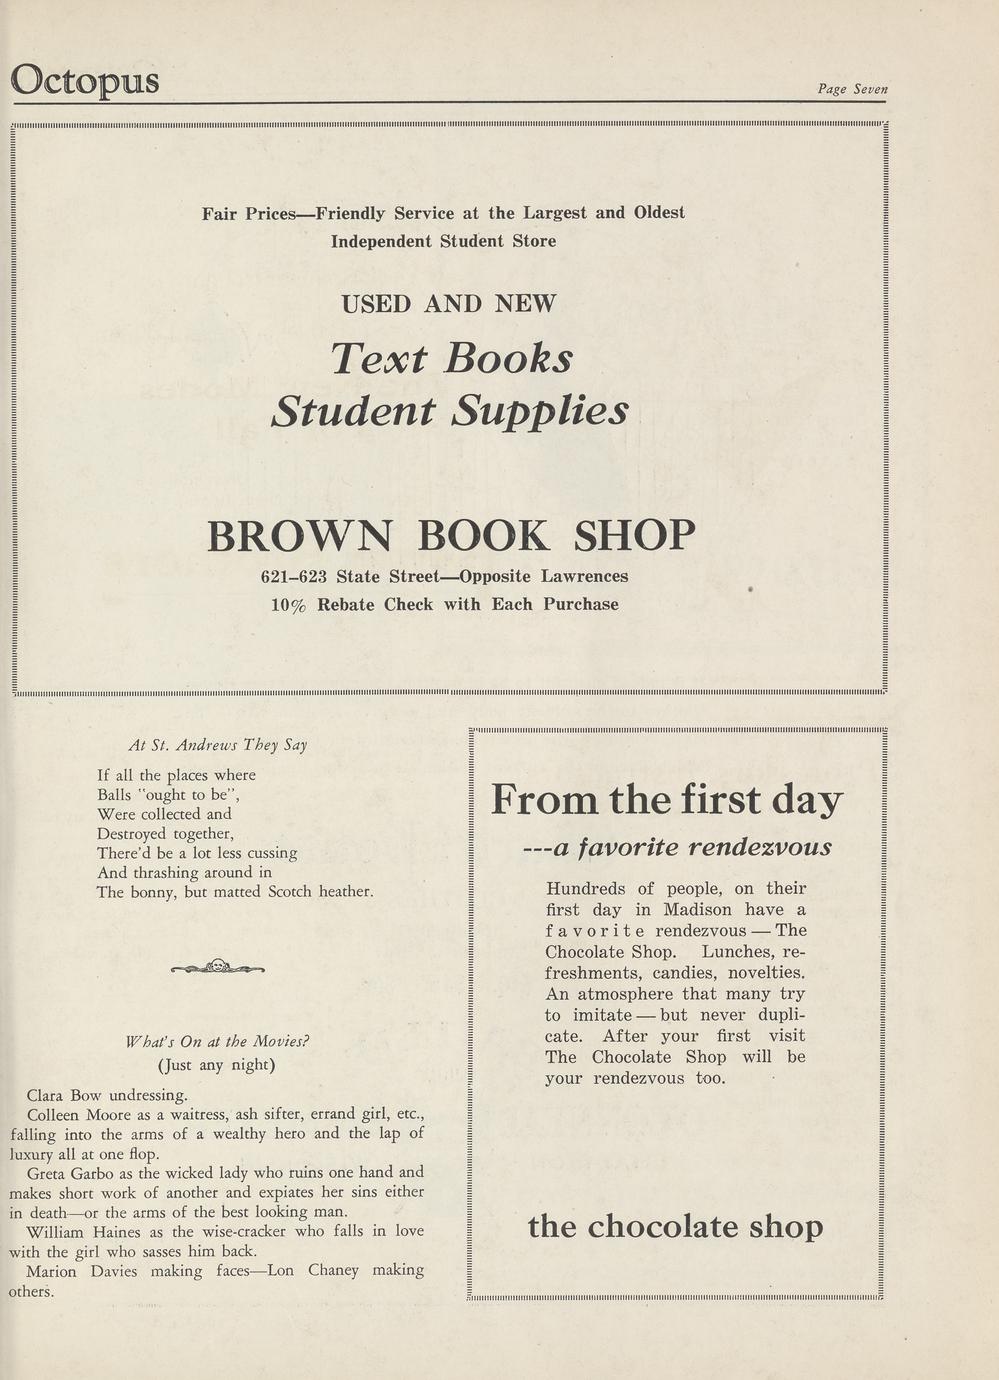 Octopus
Page Seven
Fair Prices—Friendly Service at the Largest and Oldest
Independent Student Store
USED AND NEW
Text Books
Student Supplies
BROWN BOOK SHOP
621–623 State Street—Opposite Lawrences
10% Rebate Check with Each Purchase
At St. Andrews They Say
If all the places where
Balls "ought to be",
Were collected and
Destroyed together,
There'd be a lot less cussing
And thrashing around in
The bonny, but matted Scotch heather.
What's On at the Movies?
(Just any night)
Clara Bow undressing.
Colleen Moore as a waitress, ash sifter, errand girl, etc.,
falling into the arms of a wealthy hero and the lap of
luxury all at one flop.
Greta Garbo as the wicked lady who ruins one hand and
makes short work of another and expiates her sins either
in death—or the arms of the best looking man.
William Haines as the wise-cracker who falls in love
with the girl who sasses him back.
Marion Davies making faces—Lon Chaney making
others.
From the first day
---a favorite rendezvous
Hundreds of people, on their
first day in Madison have a
favorite rendezvous — The
Chocolate Shop. Lunches, re-
freshments, candies, novelties.
An atmosphere that many try
to imitate — but never dupli-
cate. After your first visit
The Chocolate Shop will be
your rendezvous too.
the chocolate shop